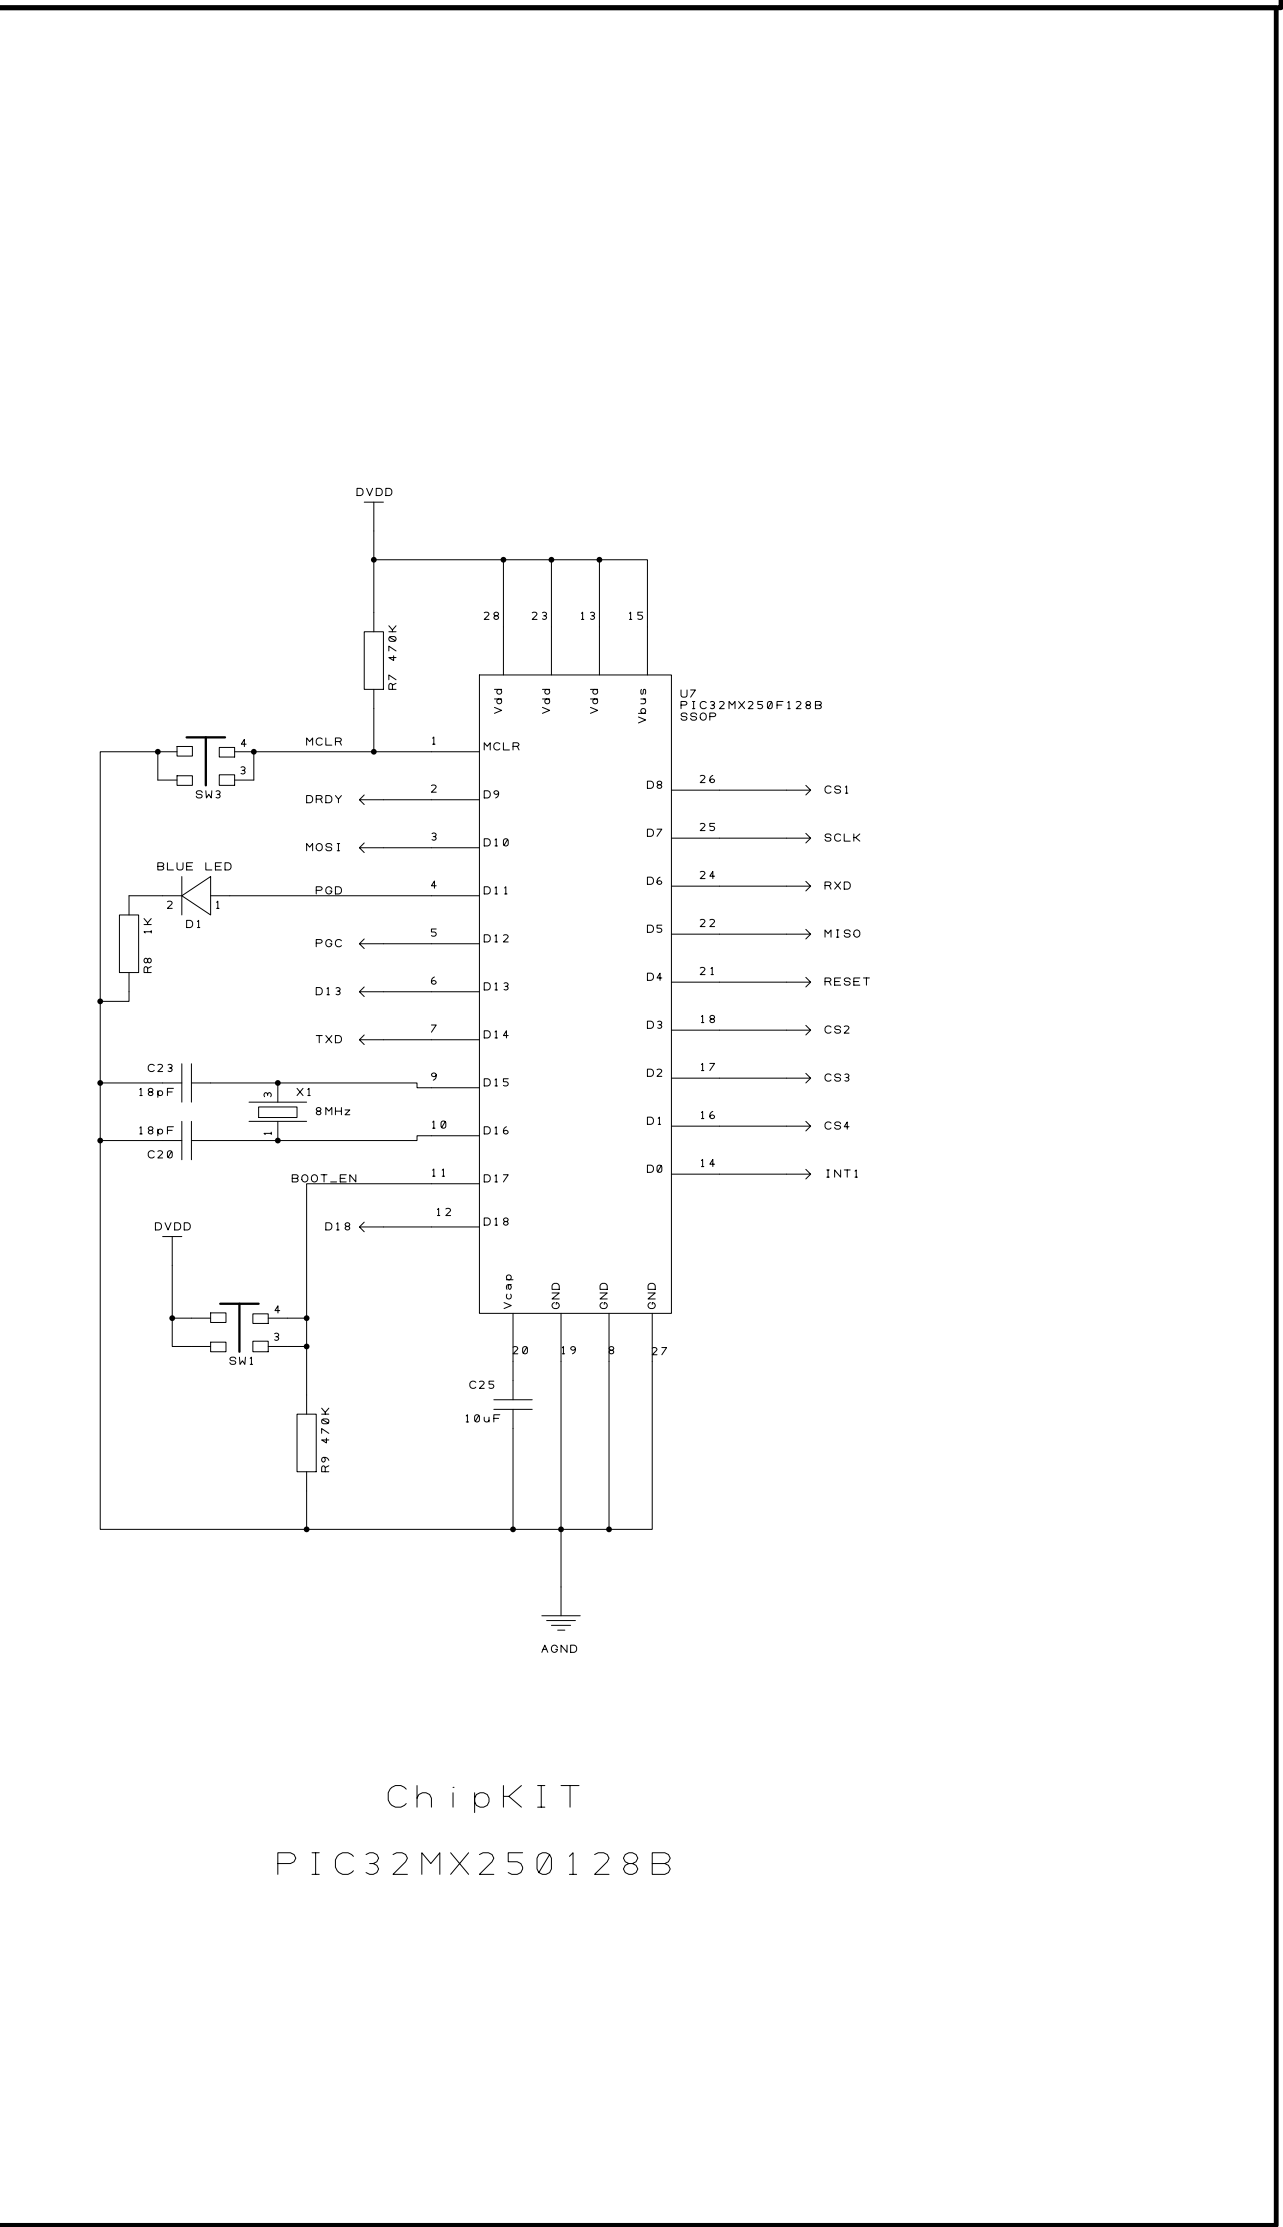 DVDD
28 23 13 15
R7 470K
Vdd Vdd Vdd Vbus
U7
PIC32MX250F128B
SSOP
4 MCLR 1 MCLR
3
SW3
DRDY 2 D9
MOSI 3 D10
BLUE LED
2 1
D1
PGD 4 D11
R8 1K
PGC 5 D12
D13 6 D13
TXD 7 D14
C23
18pF
3 X1
8MHz
1
9 D15
18pF
C20
10 D16
BOOT_EN 11 D17
D18 12 D18
D8 26 CS1
D7 25 SCLK
D6 24 RXD
D5 22 MISO
D4 21 RESET
D3 18 CS2
D2 17 CS3
D1 16 CS4
D0 14 INT1
DVDD
4
3
SW1
R9 470K
Vcap GND GND GND
20 19 8 27
C25
10uF
AGND
ChipKIT
PIC32MX250128B